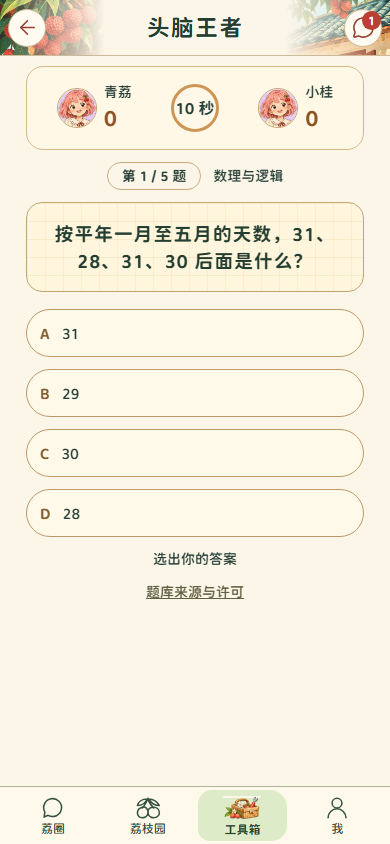 头脑王者
1
青荔
0
10 秒
小桂
0
第 1 / 5 题
数理与逻辑
按平年一月至五月的天数，31、
28、31、30 后面是什么？
A 31
B 29
C 30
D 28
选出你的答案
题库来源与许可
荔圈
荔枝园
工具箱
我